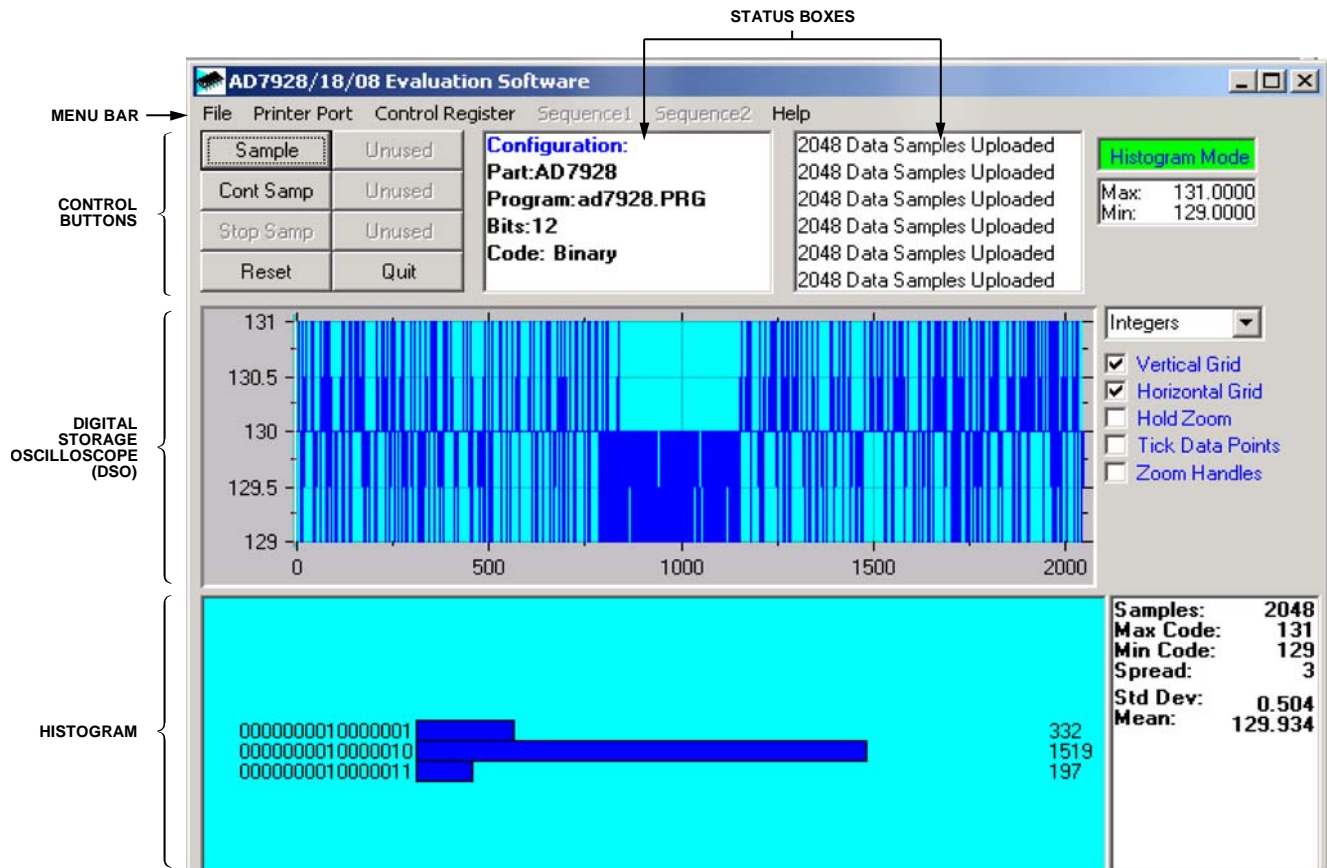 STATUS BOXES
AD7928/18/08 Evaluation Software
MENU BAR
File Printer Port Control Register Sequence1 Sequence2 Help
CONTROL
BUTTONS
Sample Unused
Cont Samp Unused
Stop Samp Unused
Reset Quit
Configuration:
Part:AD7928
Program:ad7928.PRG
Bits:12
Code: Binary
2048 Data Samples Uploaded
2048 Data Samples Uploaded
2048 Data Samples Uploaded
2048 Data Samples Uploaded
2048 Data Samples Uploaded
2048 Data Samples Uploaded
Histogram Mode
Max: 131.0000
Min: 129.0000
DIGITAL
STORAGE
OSCILLOSCOPE
(DSO)
131
130.5
130
129.5
129
0 500 1000 1500 2000
Integers
Vertical Grid
Horizontal Grid
Hold Zoom
Tick Data Points
Zoom Handles
HISTOGRAM
0000000010000001 332
0000000010000010 1519
0000000010000011 197
Samples: 2048
Max Code: 131
Min Code: 129
Spread: 3
Std Dev: 0.504
Mean: 129.934